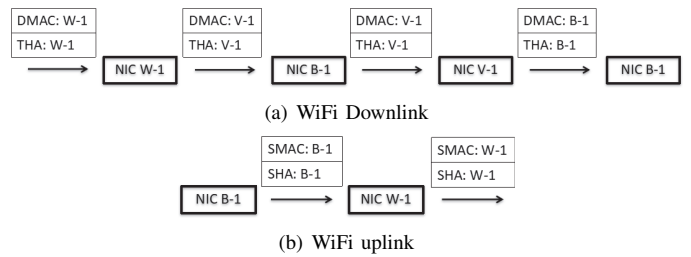 DMAC: W-1
THA: W-1
NIC W-1
DMAC: V-1
THA: V-1
NIC B-1
DMAC: V-1
THA: V-1
NIC V-1
DMAC: B-1
THA: B-1
NIC B-1
(a) WiFi Downlink
NIC B-1
SMAC: B-1
SHA: B-1
NIC W-1
SMAC: W-1
SHA: W-1
(b) WiFi uplink